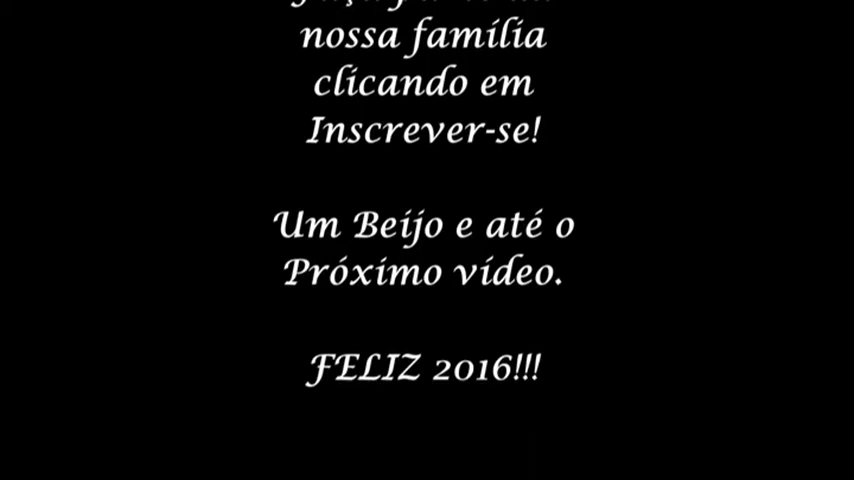 nossa família
clicando em
Inscrever-se!
Um Beijo e até o
Próximo vídeo.
FELIZ 2016!!!